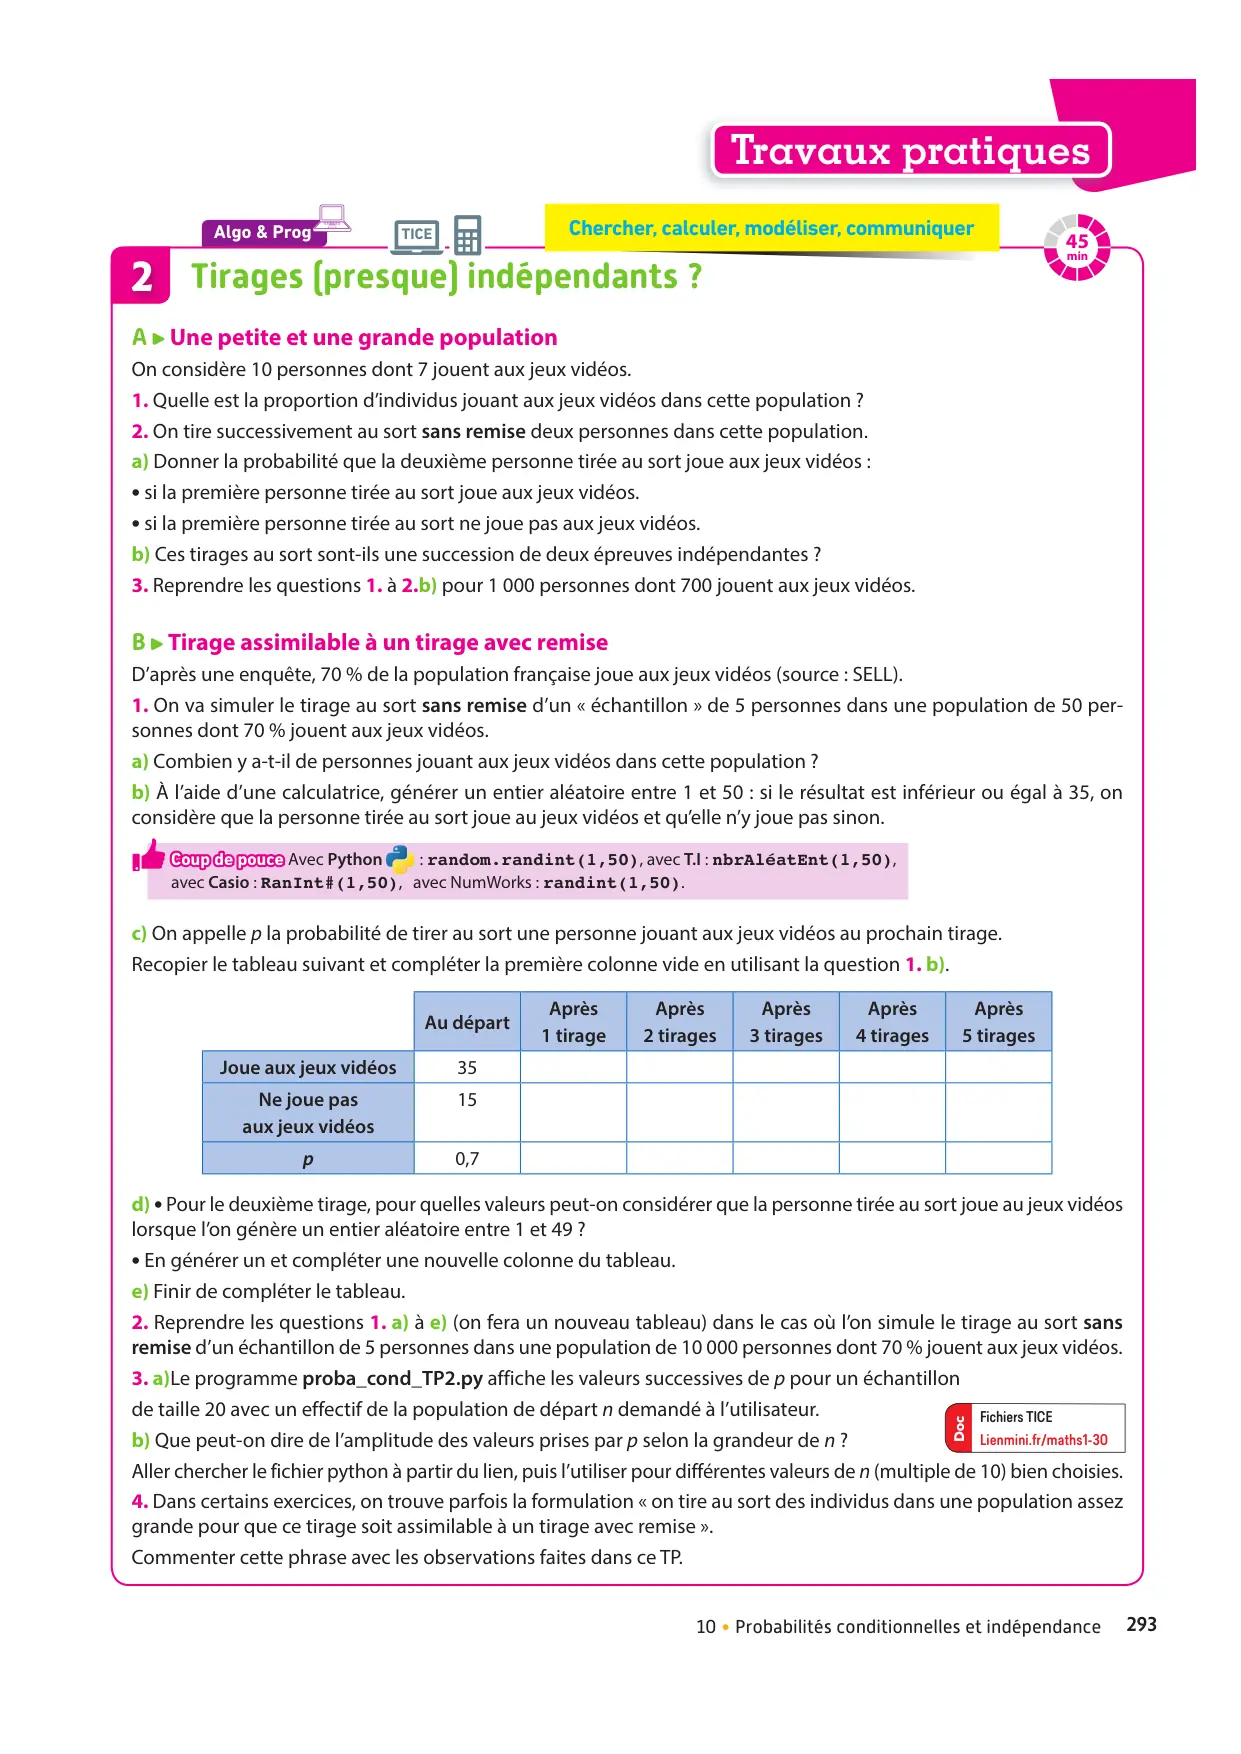 Travaux pratiques
Algo & Prog
TICE
Chercher, calculer, modéliser, communiquer
45
min
2 Tirages (presque) indépendants ?
A Une petite et une grande population
On considère 10 personnes dont 7 jouent aux jeux vidéos.
1. Quelle est la proportion d'individus jouant aux jeux vidéos dans cette population ?
2. On tire successivement au sort sans remise deux personnes dans cette population.
a) Donner la probabilité que la deuxième personne tirée au sort joue aux jeux vidéos :
• si la première personne tirée au sort joue aux jeux vidéos.
• si la première personne tirée au sort ne joue pas aux jeux vidéos.
b) Ces tirages au sort sont-ils une succession de deux épreuves indépendantes ?
3. Reprendre les questions 1. à 2.b) pour 1 000 personnes dont 700 jouent aux jeux vidéos.
B Tirage assimilable à un tirage avec remise
D'après une enquête, 70 % de la population française joue aux jeux vidéos (source : SELL).
1. On va simuler le tirage au sort sans remise d'un « échantillon » de 5 personnes dans une population de 50 per-
sonnes dont 70 % jouent aux jeux vidéos.
a) Combien y a-t-il de personnes jouant aux jeux vidéos dans cette population ?
b) À l'aide d'une calculatrice, générer un entier aléatoire entre 1 et 50 : si le résultat est inférieur ou égal à 35, on
considère que la personne tirée au sort joue au jeux vidéos et qu'elle n'y joue pas sinon.
Coup de pouce Avec Python : random.randint(1,50), avec T.I : nbrAléatEnt(1,50),
avec Casio : RanInt#(1,50), avec NumWorks : randint(1,50).
c) On appelle p la probabilité de tirer au sort une personne jouant aux jeux vidéos au prochain tirage.
Recopier le tableau suivant et compléter la première colonne vide en utilisant la question 1. b).
Au départ
Après
1 tirage
Après
2 tirages
Après
3 tirages
Après
4 tirages
Après
5 tirages
Joue aux jeux vidéos 35
Ne joue pas
aux jeux vidéos
15
p 0,7
d) • Pour le deuxième tirage, pour quelles valeurs peut-on considérer que la personne tirée au sort joue au jeux vidéos
lorsque l'on génère un entier aléatoire entre 1 et 49 ?
• En générer un et compléter une nouvelle colonne du tableau.
e) Finir de compléter le tableau.
2. Reprendre les questions 1. a) à e) (on fera un nouveau tableau) dans le cas où l'on simule le tirage au sort sans
remise d'un échantillon de 5 personnes dans une population de 10 000 personnes dont 70 % jouent aux jeux vidéos.
3. a)Le programme proba_cond_TP2.py affiche les valeurs successives de p pour un échantillon
de taille 20 avec un effectif de la population de départ n demandé à l'utilisateur.
b) Que peut-on dire de l'amplitude des valeurs prises par p selon la grandeur de n ?
Doc
Fichiers TICE
Lienmini.fr/maths1-30
Aller chercher le fichier python à partir du lien, puis l'utiliser pour différentes valeurs de n (multiple de 10) bien choisies.
4. Dans certains exercices, on trouve parfois la formulation « on tire au sort des individus dans une population assez
grande pour que ce tirage soit assimilable à un tirage avec remise ».
Commenter cette phrase avec les observations faites dans ce TP.
10 • Probabilités conditionnelles et indépendance 293